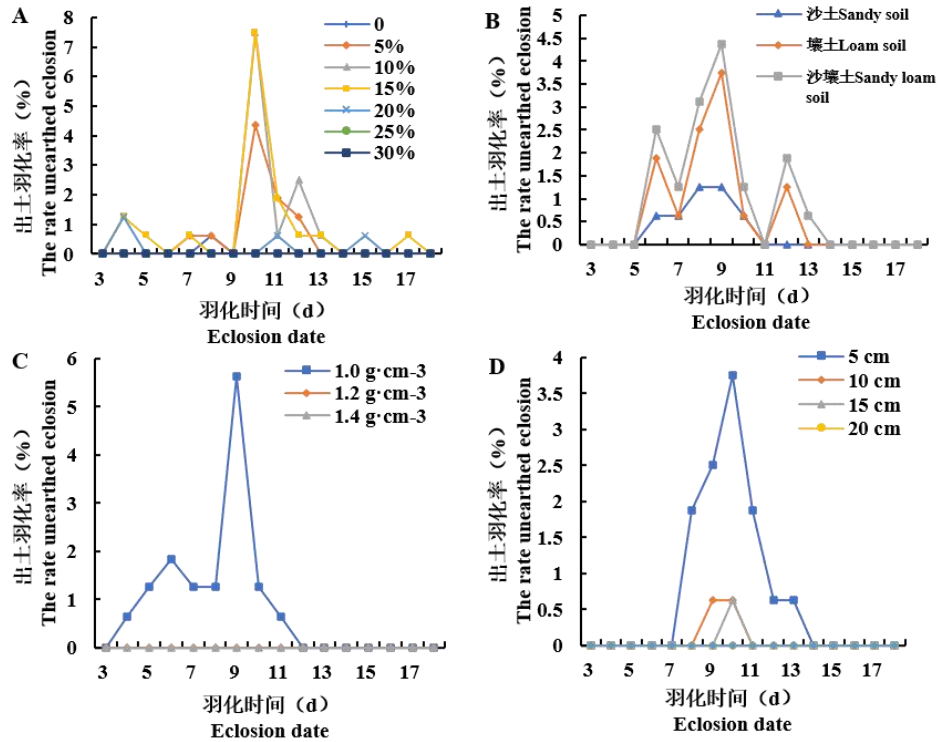 A
0
5%
10%
15%
20%
25%
30%
出土羽化率（%）
The rate unearthed eclosion
8
7
6
5
4
3
2
1
0
3 5 7 9 11 13 15 17
羽化时间（d）
Eclosion date
B
沙土Sandy soil
壤土Loam soil
沙壤土Sandy loam
soil
出土羽化率（%）
The rate unearthed eclosion
5
4.5
4
3.5
3
2.5
2
1.5
1
0.5
0
3 5 7 9 11 13 15 17
羽化时间（d）
Eclosion date
C
1.0 g·cm-3
1.2 g·cm-3
1.4 g·cm-3
出土羽化率（%）
The rate unearthed eclosion
6
5
4
3
2
1
0
3 5 7 9 11 13 15 17
羽化时间（d）
Eclosion date
D
5 cm
10 cm
15 cm
20 cm
出土羽化率（%）
The rate unearthed eclosion
4
3.5
3
2.5
2
1.5
1
0.5
0
3 5 7 9 11 13 15 17
羽化时间（d）
Eclosion date